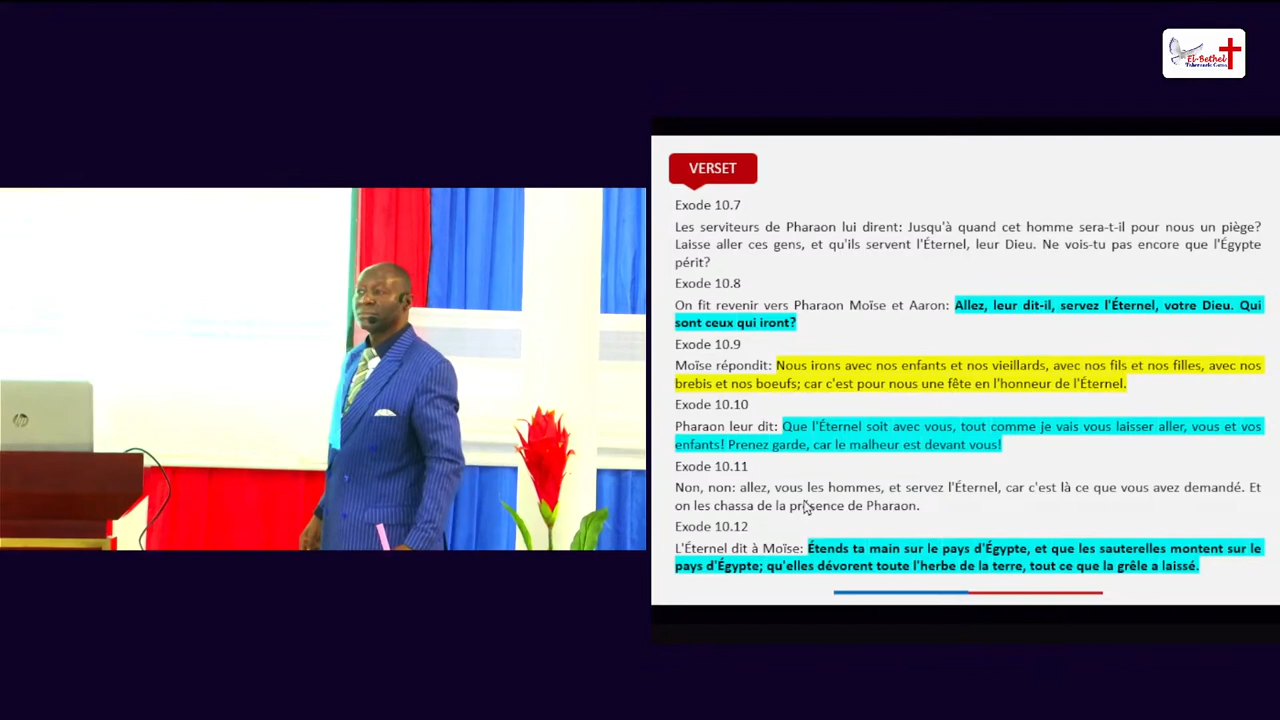 El-Bethel
VERSET
Exode 10.7
Les serviteurs de Pharaon lui dirent: Jusqu'à quand cet homme sera-t-il pour nous un piège?
Laisse aller ces gens, et qu'ils servent l'Éternel, leur Dieu. Ne vois-tu pas encore que l'Égypte
périt?
Exode 10.8
On fit revenir vers Pharaon Moïse et Aaron: Allez, leur dit-il, servez l'Éternel, votre Dieu. Qui
sont ceux qui iront?
Exode 10.9
Moïse répondit: Nous irons avec nos enfants et nos vieillards, avec nos fils et nos filles, avec nos
brebis et nos boeufs; car c'est pour nous une fête en l'honneur de l'Éternel.
Exode 10.10
Pharaon leur dit: Que l'Éternel soit avec vous, tout comme je vais vous laisser aller, vous et vos
enfants! Prenez garde, car le malheur est devant vous!
Exode 10.11
Non, non: allez, vous les hommes, et servez l'Éternel, car c'est là ce que vous avez demandé. Et
on les chassa de la présence de Pharaon.
Exode 10.12
L'Éternel dit à Moïse: Étends ta main sur le pays d'Égypte, et que les sauterelles montent sur le
pays d'Égypte; qu'elles dévorent toute l'herbe de la terre, tout ce que la grêle a laissé.
hp